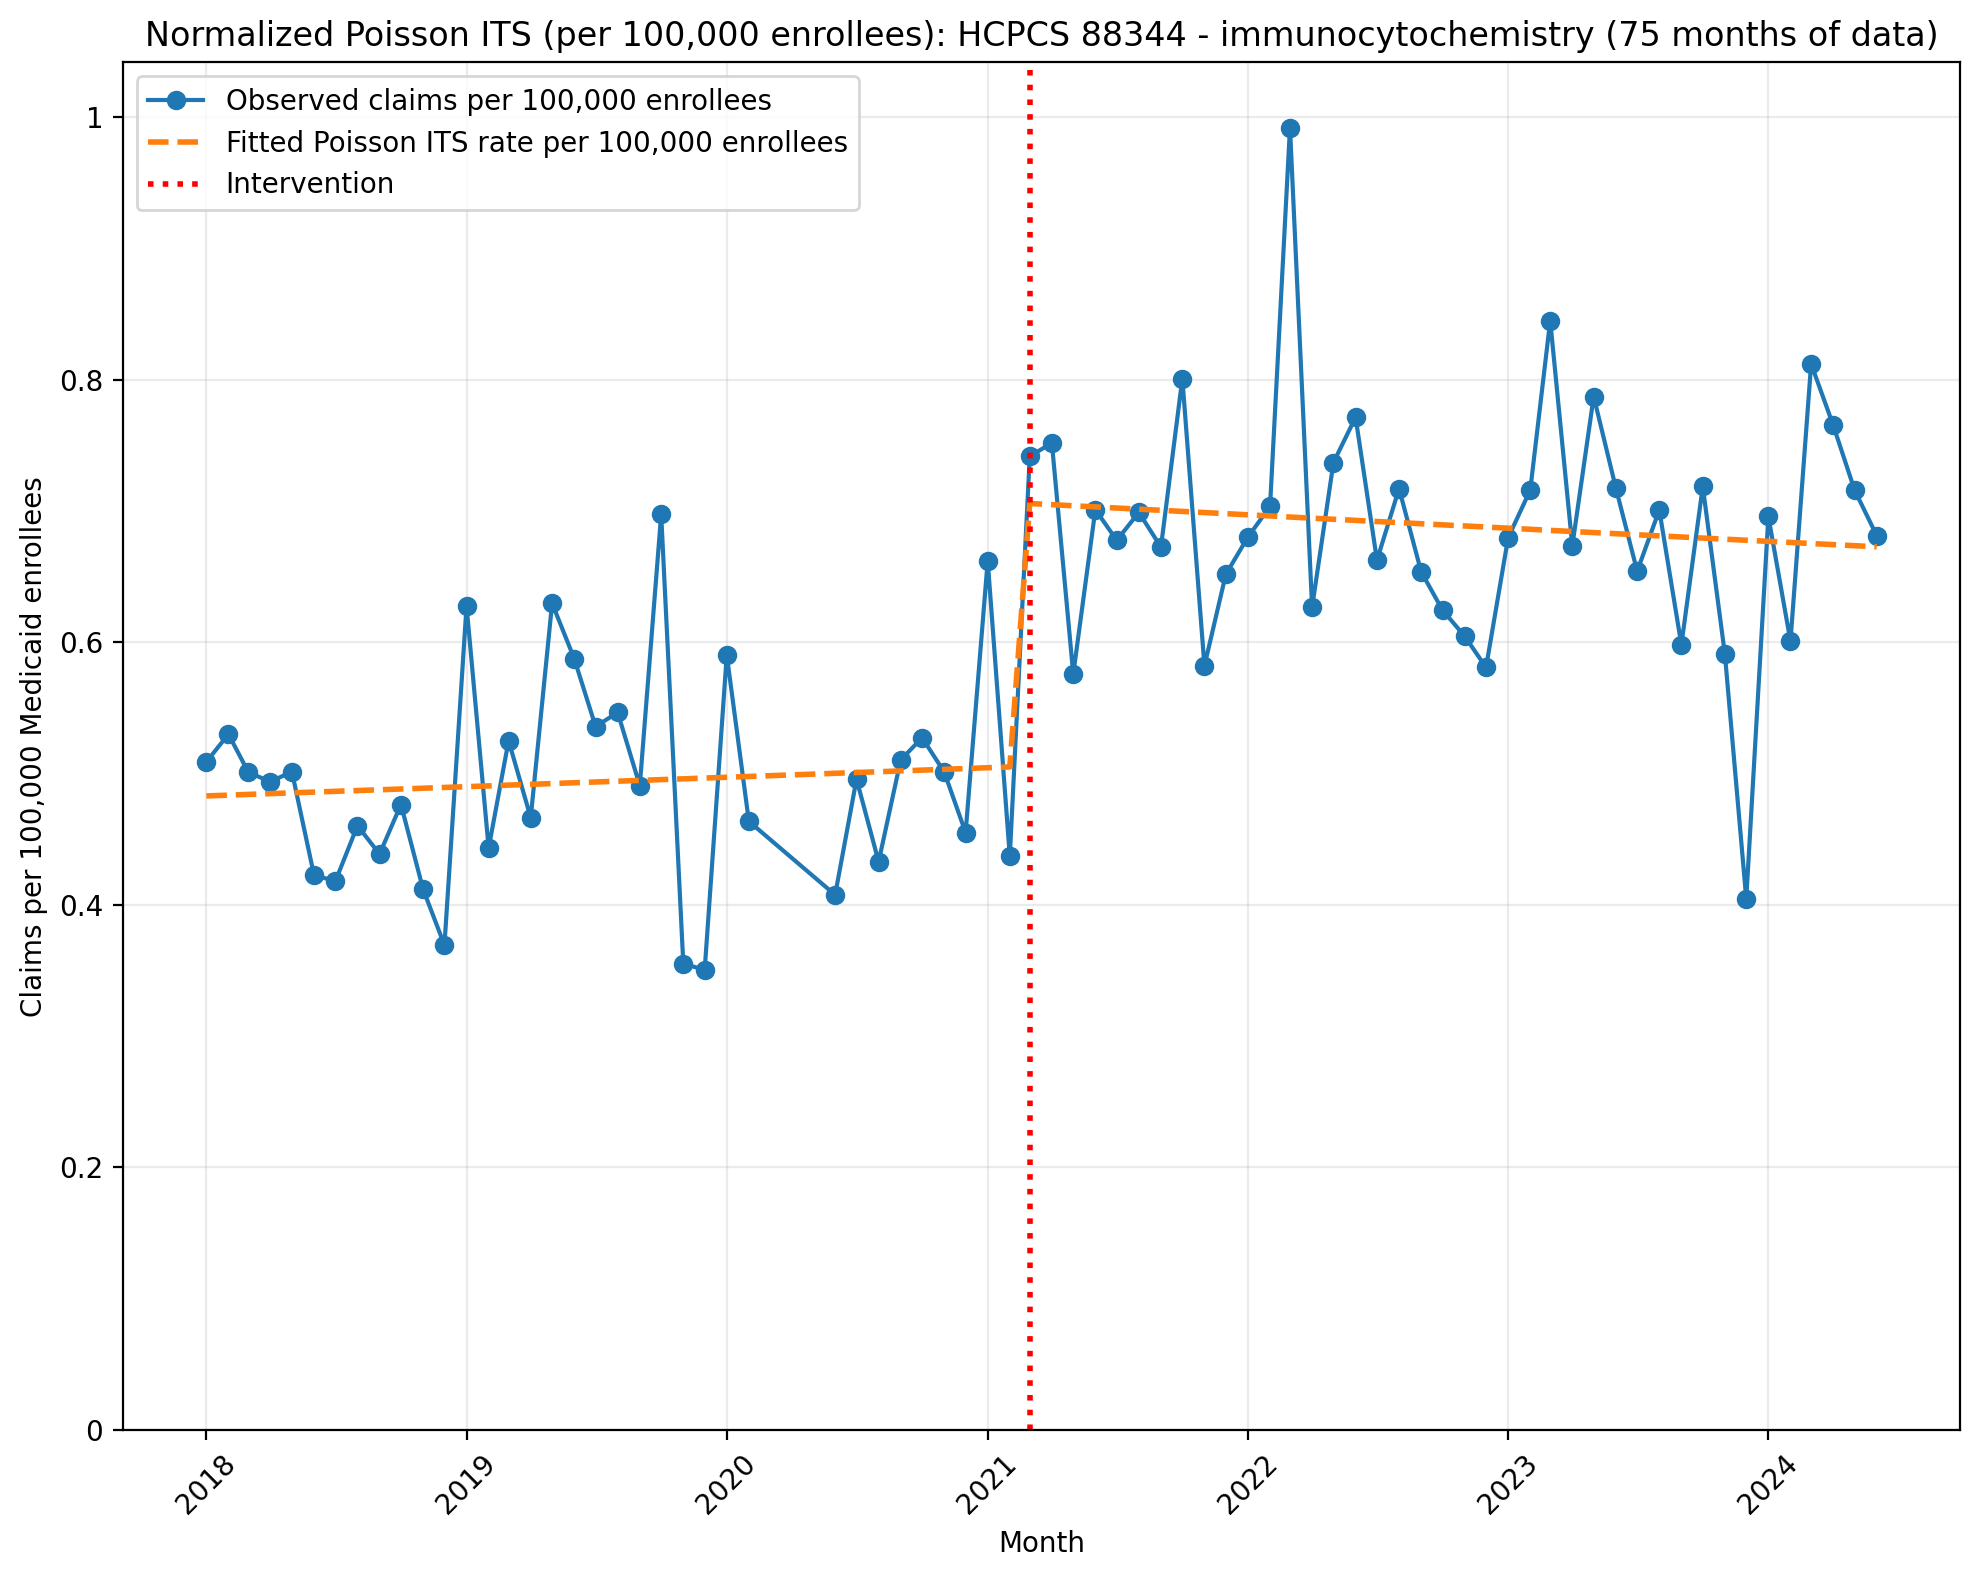 Normalized Poisson ITS (per 100,000 enrollees): HCPCS 88344 - immunocytochemistry (75 months of data)
Observed claims per 100,000 enrollees
Fitted Poisson ITS rate per 100,000 enrollees
Intervention
Claims per 100,000 Medicaid enrollees
1
0.8
0.6
0.4
0.2
0
2018
2019
2020
2021
2022
2023
2024
Month